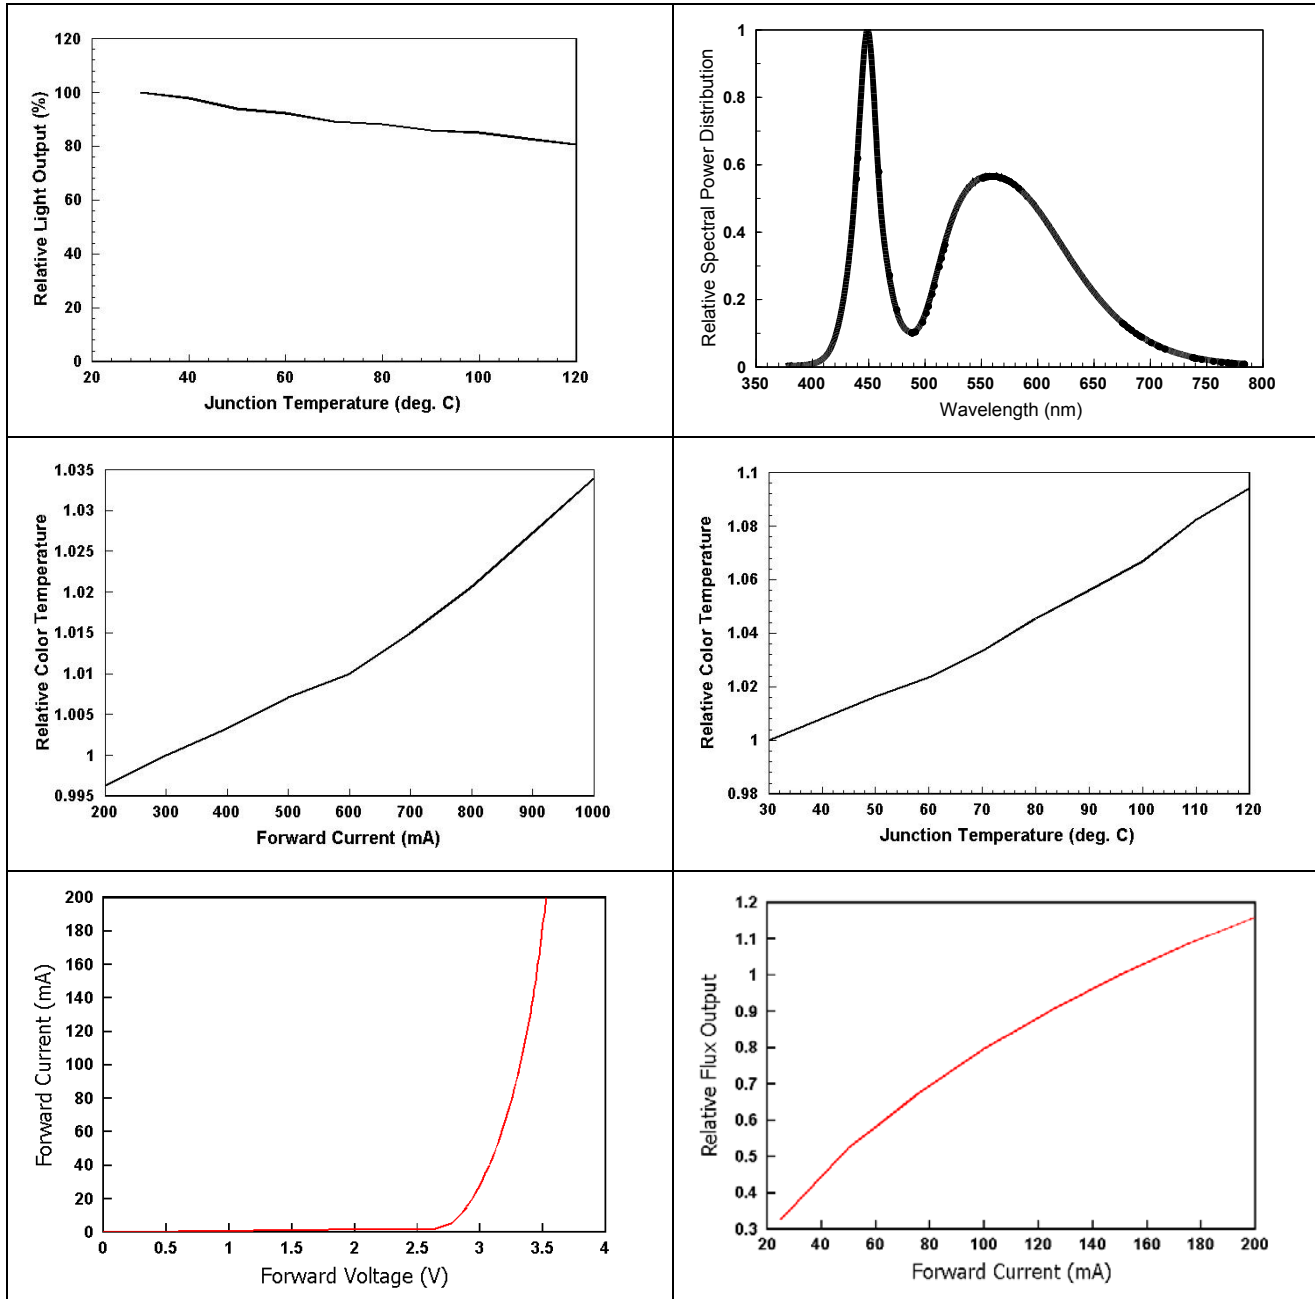 120
100
80
60
40
20
0
20 40 60 80 100 120
Relative Light Output (%)
Junction Temperature (deg. C)
1
0.8
0.6
0.4
0.2
0
350 400 450 500 550 600 650 700 750 800
Relative Spectral Power Distribution
Wavelength (nm)
1.035
1.03
1.025
1.02
1.015
1.01
1.005
1
0.995
200 300 400 500 600 700 800 900 1000
Relative Color Temperature
Forward Current (mA)
1.1
1.08
1.06
1.04
1.02
1
0.98
30 40 50 60 70 80 90 100 110 120
Relative Color Temperature
Junction Temperature (deg. C)
200
180
160
140
120
100
80
60
40
20
0
0 0.5 1 1.5 2 2.5 3 3.5 4
Forward Current (mA)
Forward Voltage (V)
1.2
1.1
1
0.9
0.8
0.7
0.6
0.5
0.4
0.3
20 40 60 80 100 120 140 160 180 200
Relative Flux Output
Forward Current (mA)